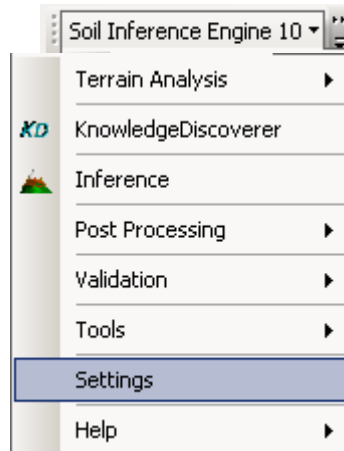 Soil Inference Engine 10
Terrain Analysis
KD KnowledgeDiscoverer
Inference
Post Processing
Validation
Tools
Settings
Help